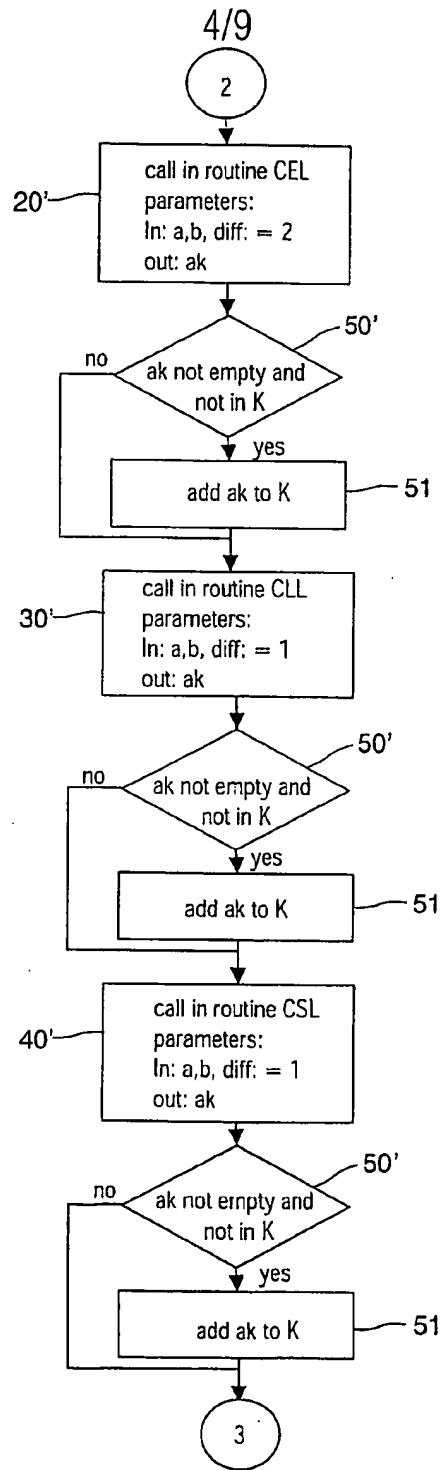 4/9
2
call in routine CEL
parameters:
In: a,b, diff: = 2
out: ak
20'
50'
no
ak not empty and
not in K
yes
add ak to K
51
call in routine CLL
parameters:
In: a,b, diff: = 1
out: ak
30'
50'
no
ak not empty and
not in K
yes
add ak to K
51
call in routine CSL
parameters:
In: a,b, diff: = 1
out: ak
40'
50'
no
ak not empty and
not in K
yes
add ak to K
51
3